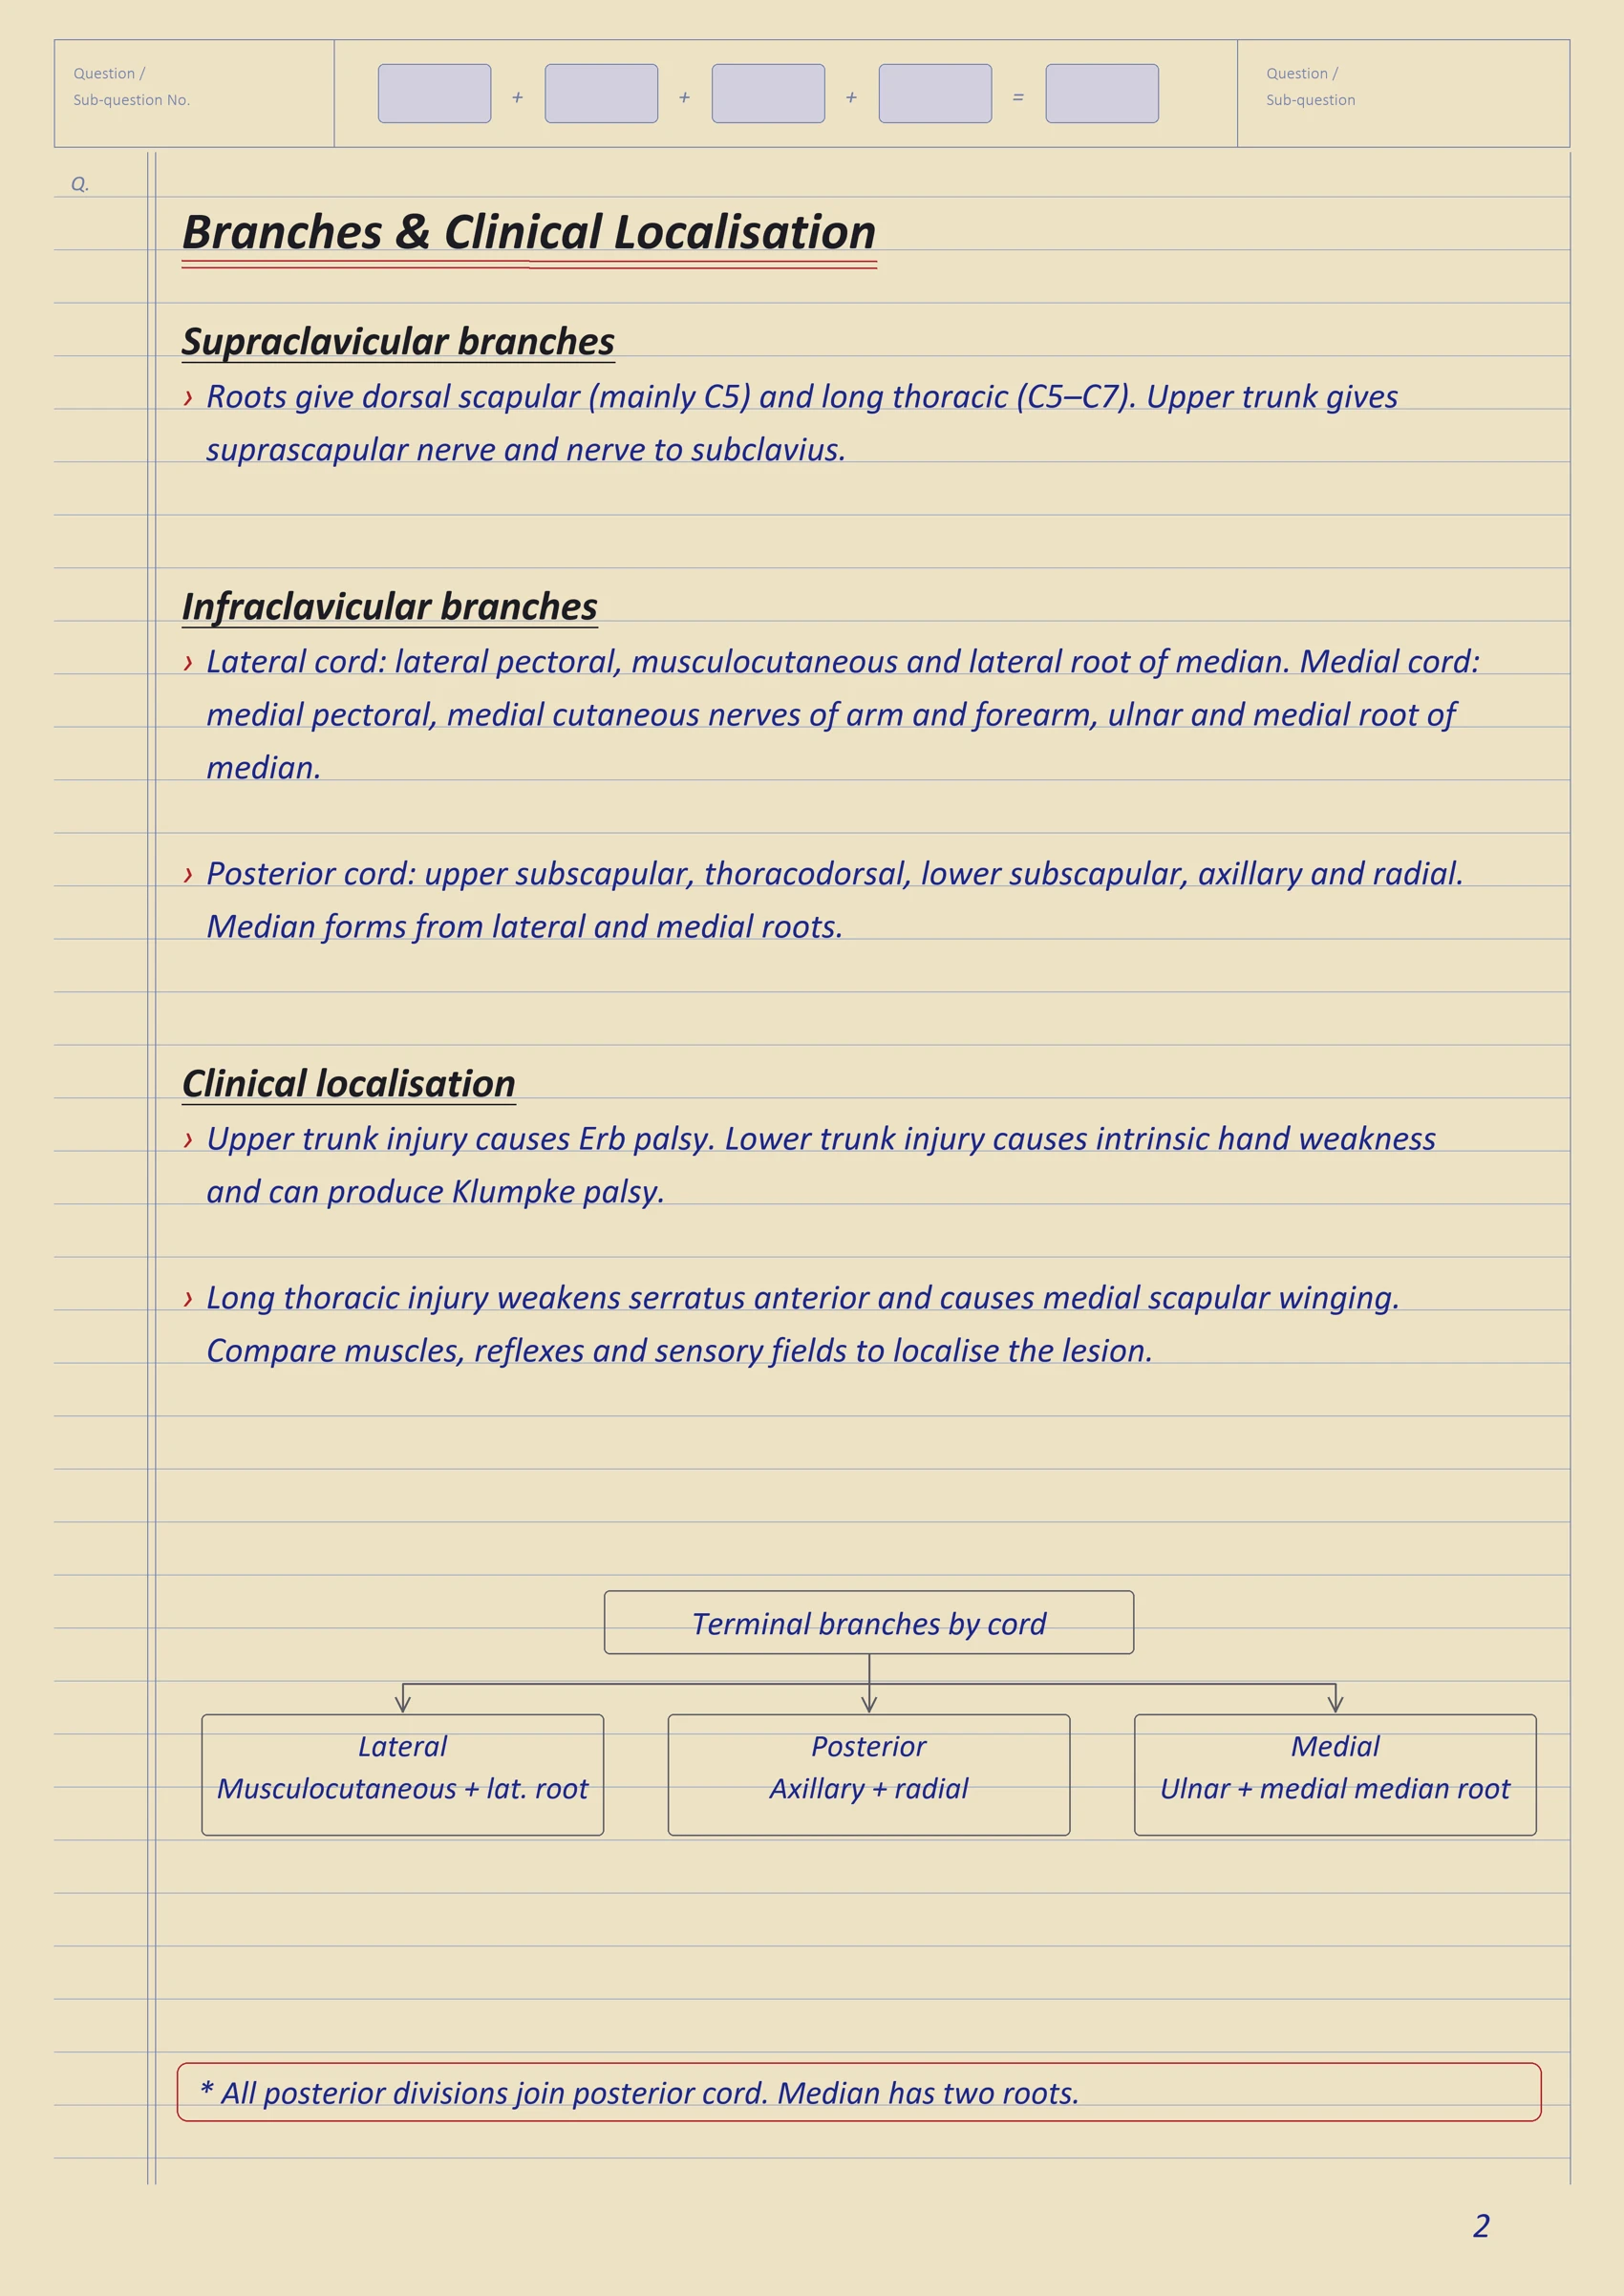 Question /
Sub-question No.
+ + + =
Question /
Sub-question
Q.
Branches & Clinical Localisation
Supraclavicular branches
› Roots give dorsal scapular (mainly C5) and long thoracic (C5–C7). Upper trunk gives
suprascapular nerve and nerve to subclavius.
Infraclavicular branches
› Lateral cord: lateral pectoral, musculocutaneous and lateral root of median. Medial cord:
medial pectoral, medial cutaneous nerves of arm and forearm, ulnar and medial root of
median.
› Posterior cord: upper subscapular, thoracodorsal, lower subscapular, axillary and radial.
Median forms from lateral and medial roots.
Clinical localisation
› Upper trunk injury causes Erb palsy. Lower trunk injury causes intrinsic hand weakness
and can produce Klumpke palsy.
› Long thoracic injury weakens serratus anterior and causes medial scapular winging.
Compare muscles, reflexes and sensory fields to localise the lesion.
Terminal branches by cord
Lateral
Musculocutaneous + lat. root
Posterior
Axillary + radial
Medial
Ulnar + medial median root
* All posterior divisions join posterior cord. Median has two roots.
2